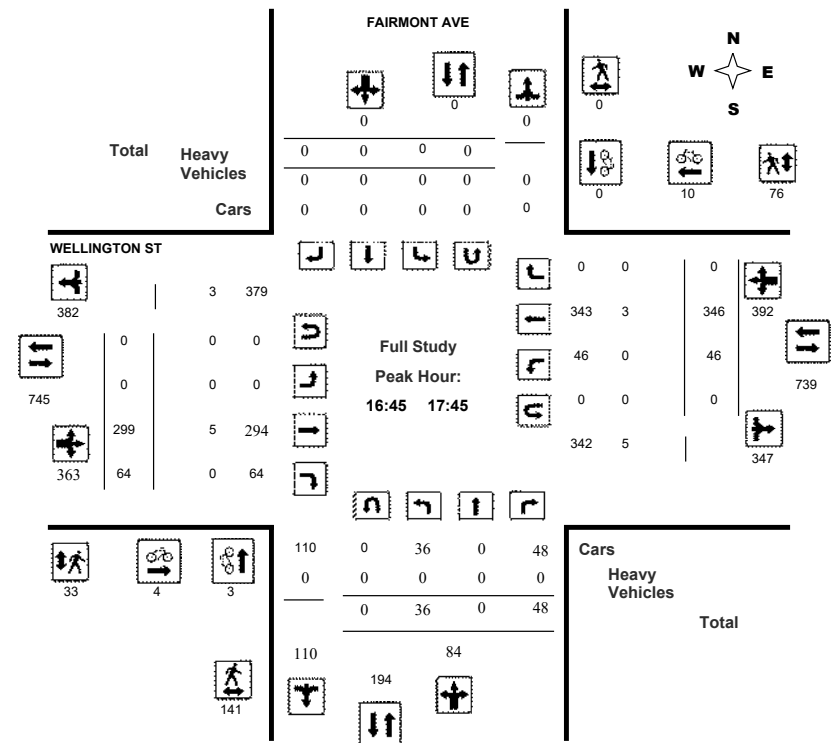 FAIRMONT AVE
N
W E
S
0
0
0 0
0 0 0 0
Total Heavy Vehicles
0 0 0 0 0
Cars 0 0 0 0 0
0 10 76
WELLINGTON ST
382 3 379
0 0 0
745
0 0 0
299 5 294
363 64 0 64
Full Study
Peak Hour:
16:45 17:45
0 0 0
343 3 346 392
46 0 46
739
0 0 0
342 5 347
33 4 3
141
110 0 36 0 48 Cars
0 0 0 0 0 Heavy Vehicles
0 36 0 48
Total
110 84
194